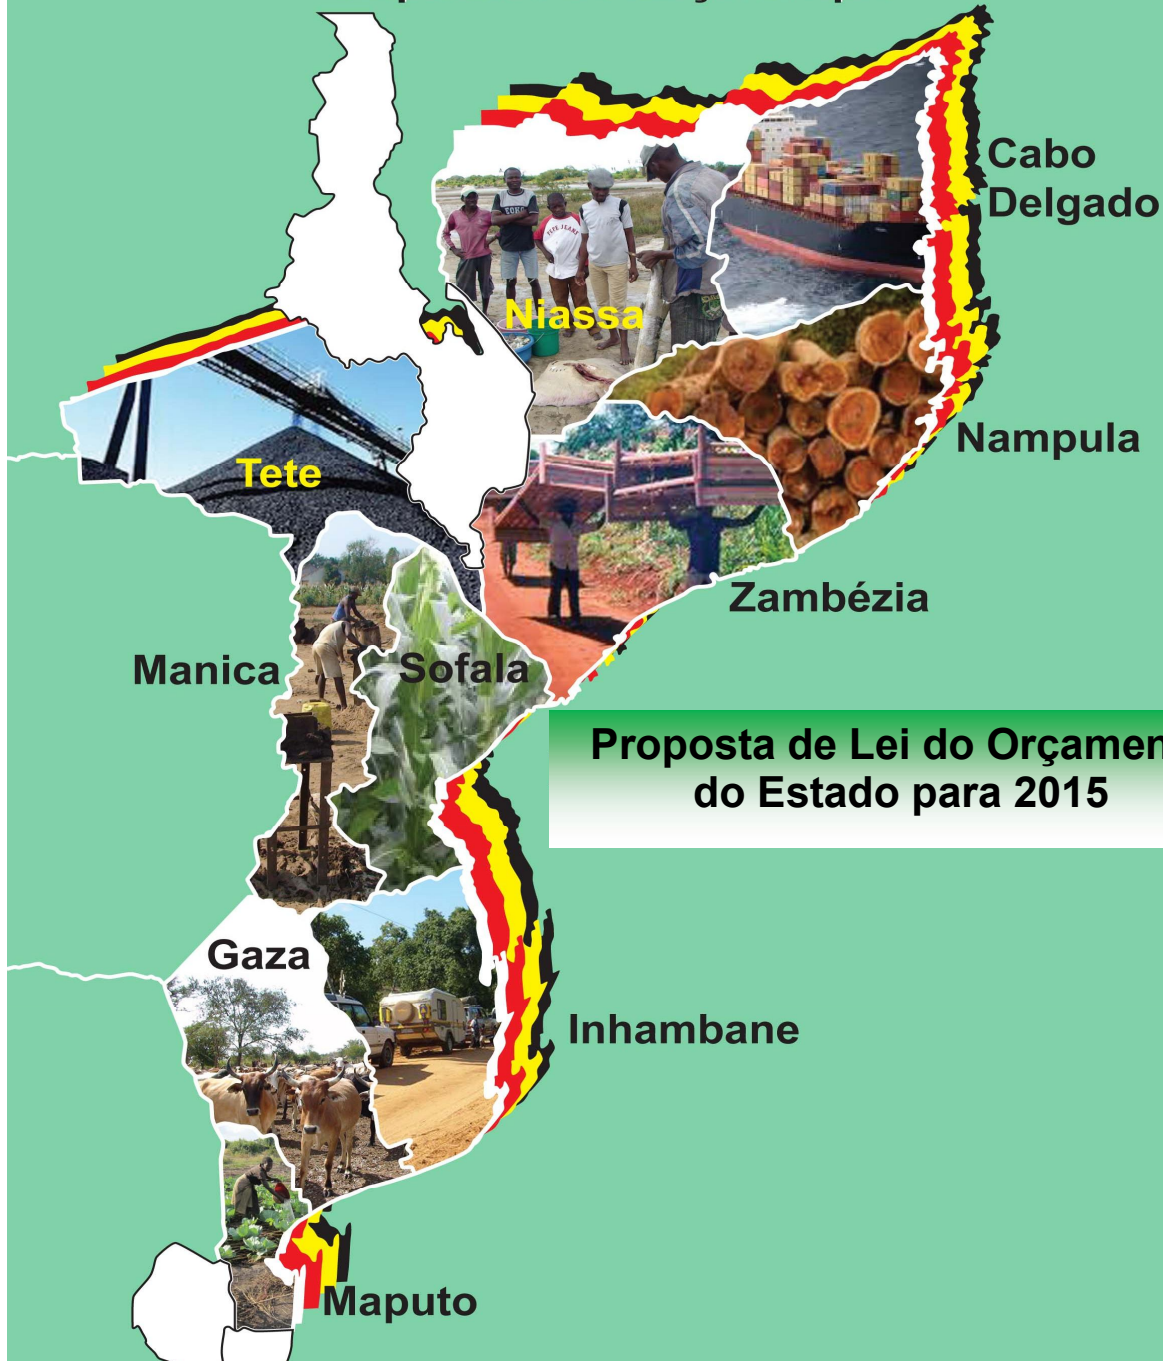 Cabo
Delgado
Niassa
Nampula
Tete
Zambézia
Manica
Sofala
Proposta de Lei do Orçamen
do Estado para 2015
Gaza
Inhambane
Maputo